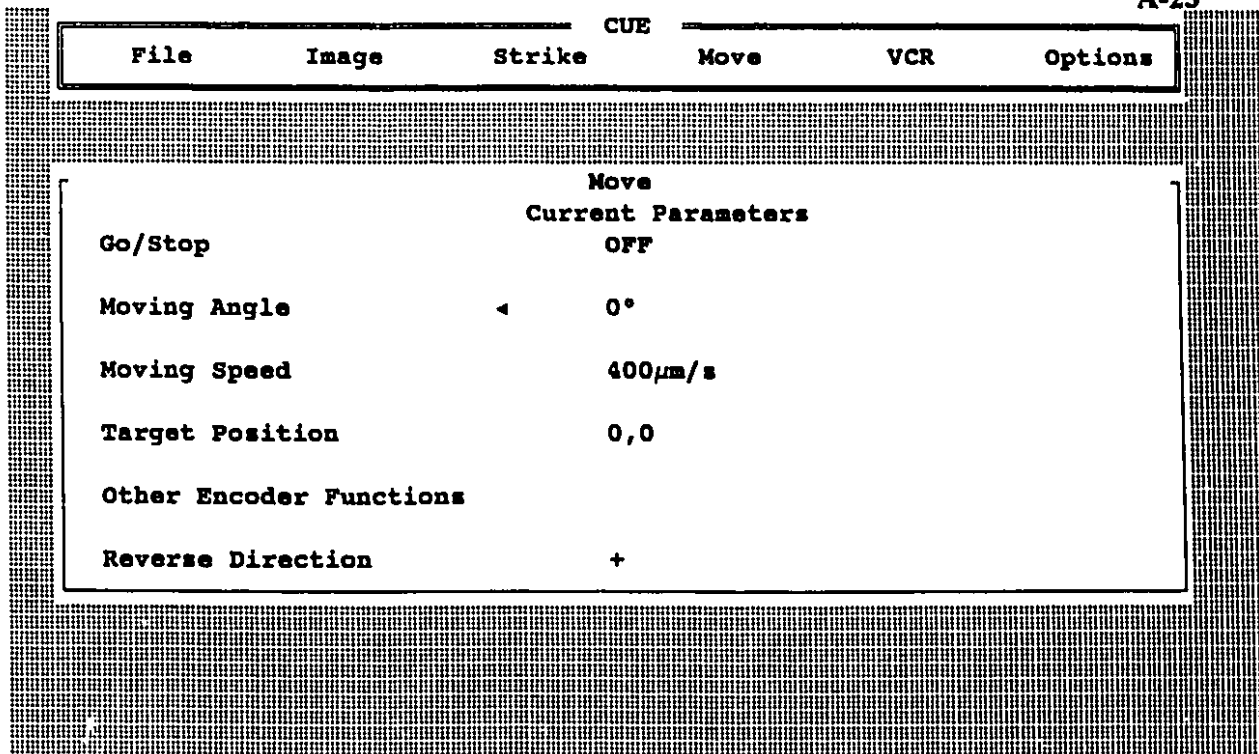 A-23
CUE
File Image Strike Move VCR Options
Move
Current Parameters
Go/Stop OFF
Moving Angle ◄ 0°
Moving Speed 400µm/s
Target Position 0,0
Other Encoder Functions
Reverse Direction +